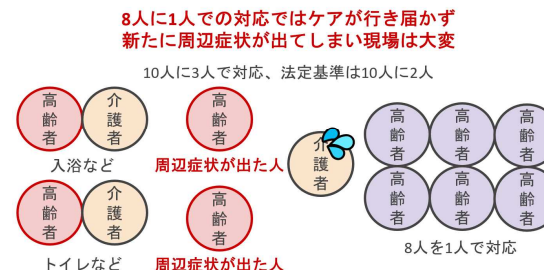 8人に1人での対応ではケアが行き届かず
新たに周辺症状が出てしまい現場は大変
10人に3人で対応、法定基準は10人に2人
高齢者
介護者
高齢者
入浴など
周辺症状が出た人
高齢者
介護者
高齢者
トイレなど
周辺症状が出た人
介護者
高齢者
高齢者
高齢者
高齢者
高齢者
高齢者
8人を1人で対応